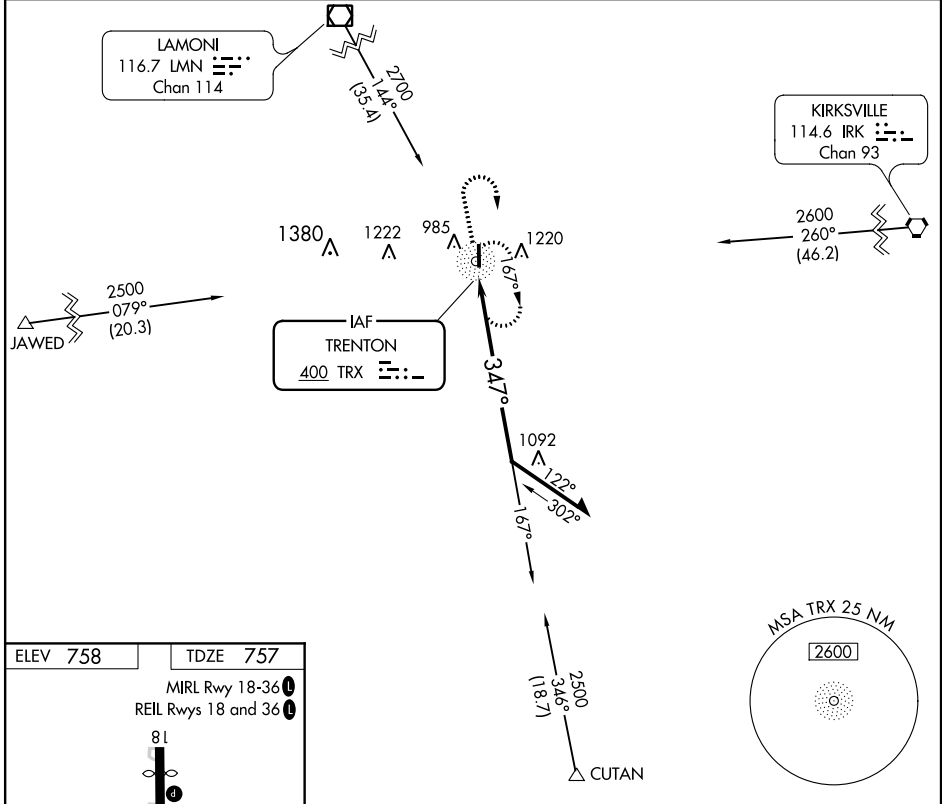 LAMONI
116.7 LMN
Chan 114
2700
144°
(35.4)
KIRKSVILLE
114.6 IRK
Chan 93
2600
260°
(46.2)
1380
1222
985
1220
167°
2500
079°
(20.3)
JAWED
IAF
TRENTON
400 TRX
347°
1092
122°
302°
167°
2500
346°
(18.7)
CUTAN
MSA TRX 25 NM
2600
ELEV 758
TDZE 757
MIRL Rwy 18-36 L
REIL Rwys 18 and 36 L
18
P